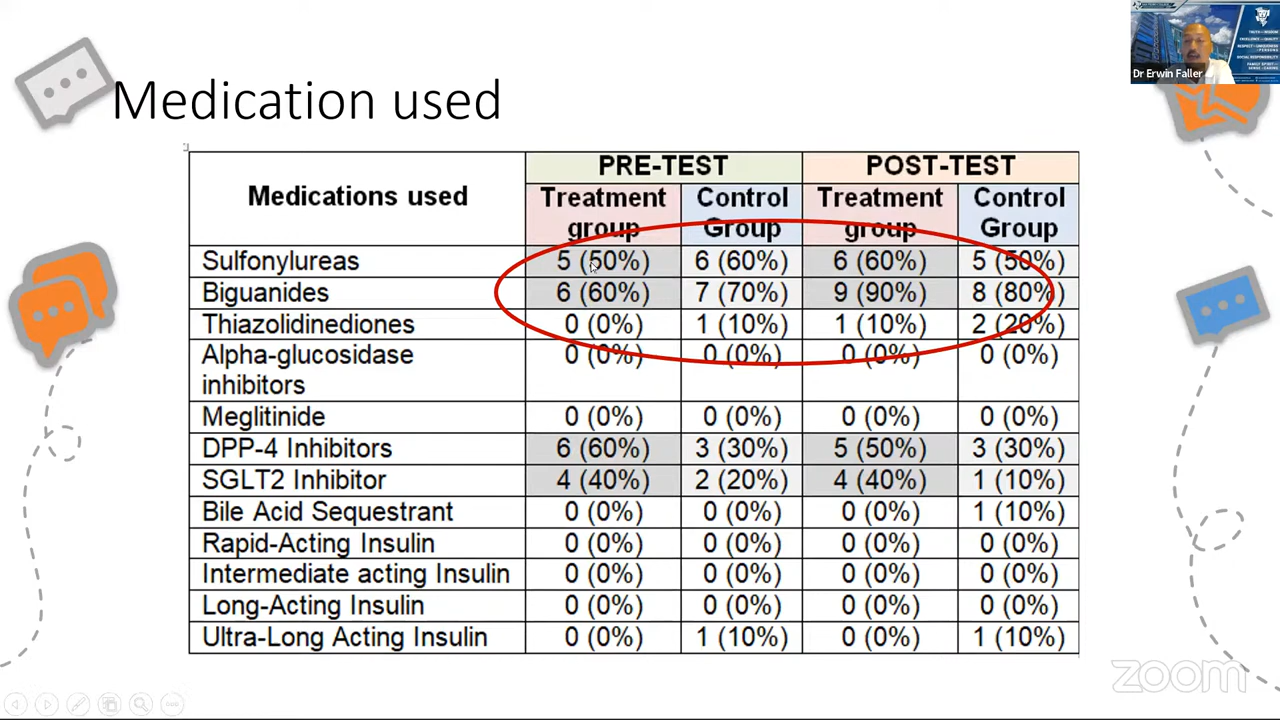 TRUTH in WISDOM
EXCELLENCE in QUALITY
Dr Erwin Faller
Medication used
Medications used
PRE-TEST
POST-TEST
Treatment group
Control Group
Treatment group
Control Group
Sulfonylureas 5 (50%) 6 (60%) 6 (60%) 5 (50%)
Biguanides 6 (60%) 7 (70%) 9 (90%) 8 (80%)
Thiazolidinediones 0 (0%) 1 (10%) 1 (10%) 2 (20%)
Alpha-glucosidase 0 (0%) 0 (0%) 0 (0%) 0 (0%)
inhibitors
Meglitinide 0 (0%) 0 (0%) 0 (0%) 0 (0%)
DPP-4 Inhibitors 6 (60%) 3 (30%) 5 (50%) 3 (30%)
SGLT2 Inhibitor 4 (40%) 2 (20%) 4 (40%) 1 (10%)
Bile Acid Sequestrant 0 (0%) 0 (0%) 0 (0%) 1 (10%)
Rapid-Acting Insulin 0 (0%) 0 (0%) 0 (0%) 0 (0%)
Intermediate acting Insulin 0 (0%) 0 (0%) 0 (0%) 0 (0%)
Long-Acting Insulin 0 (0%) 0 (0%) 0 (0%) 0 (0%)
Ultra-Long Acting Insulin 0 (0%) 1 (10%) 0 (0%) 1 (10%)
zoom